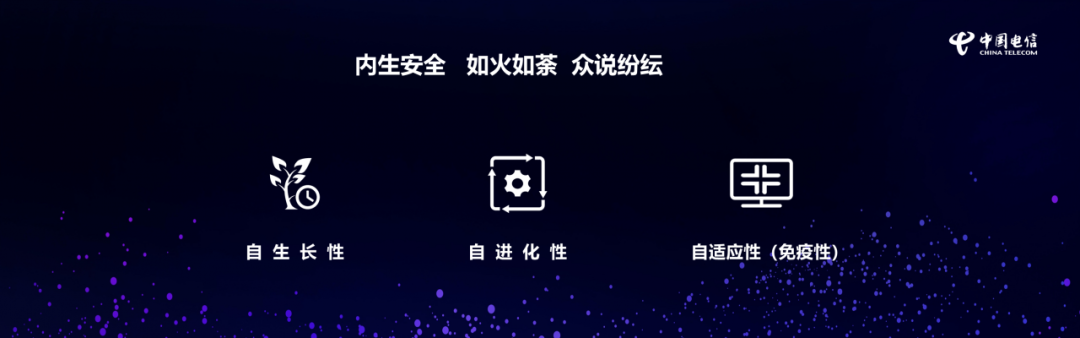 中国电信
CHINA TELECOM
内生安全 如火如荼 众说纷纭
自生长性
自进化性
自适应性（免疫性）